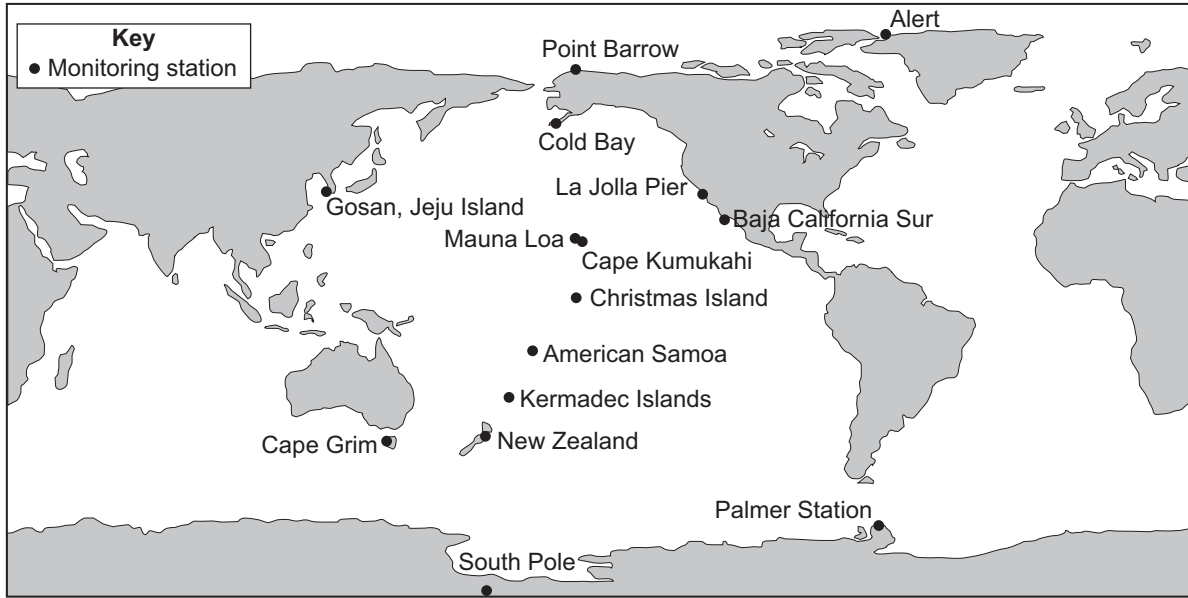 Key
Monitoring station
Alert
Point Barrow
Cold Bay
La Jolla Pier
Gosan, Jeju Island
Baja California Sur
Mauna Loa
Cape Kumukahi
Christmas Island
American Samoa
Kermadec Islands
Cape Grim
New Zealand
Palmer Station
South Pole